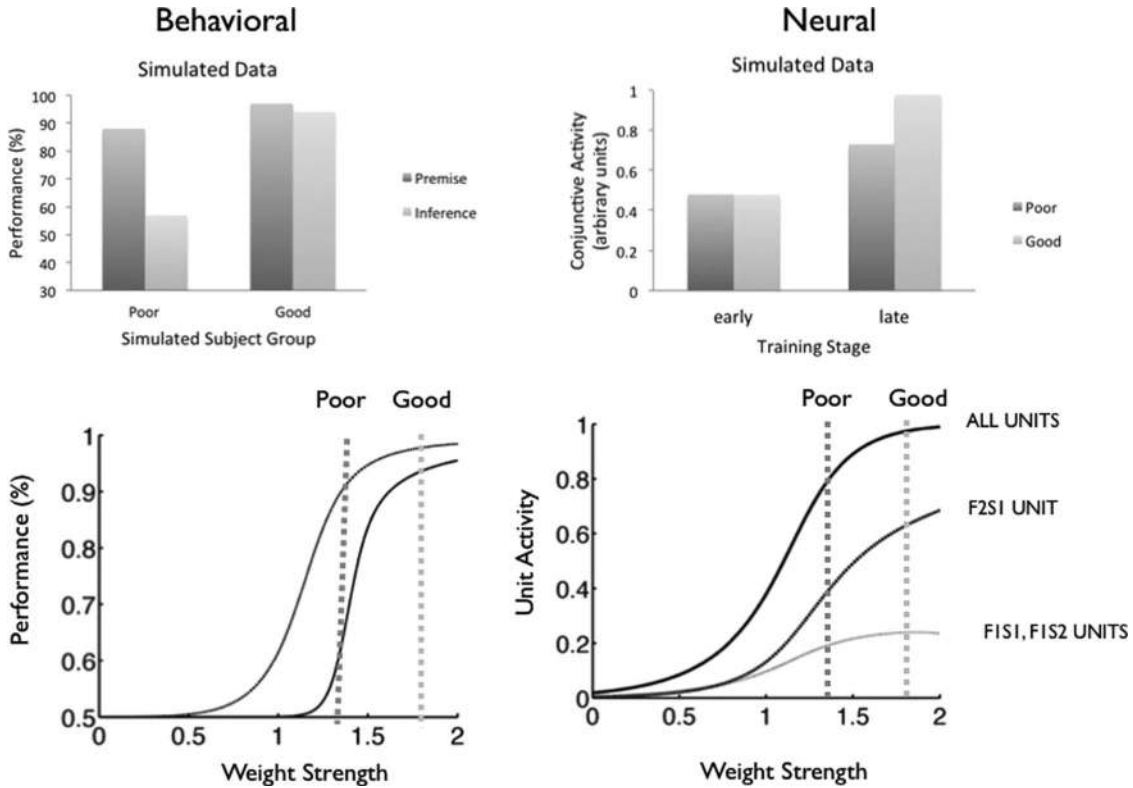 Behavioral
Simulated Data
Performance (%)
100
90
80
70
60
50
40
30
Poor
Good
Simulated Subject Group
Premise
Inference
Neural
Simulated Data
Conjunctive Activity
(arbirary units)
1
0.8
0.6
0.4
0.2
0
early
late
Training Stage
Poor
Good
Poor
Good
Performance (%)
1
0.9
0.8
0.7
0.6
0.5
0
0.5
1
1.5
2
Weight Strength
Poor
Good
Unit Activity
1
0.8
0.6
0.4
0.2
0
0
0.5
1
1.5
2
Weight Strength
ALL UNITS
F2S1 UNIT
F1S1, F1S2 UNITS